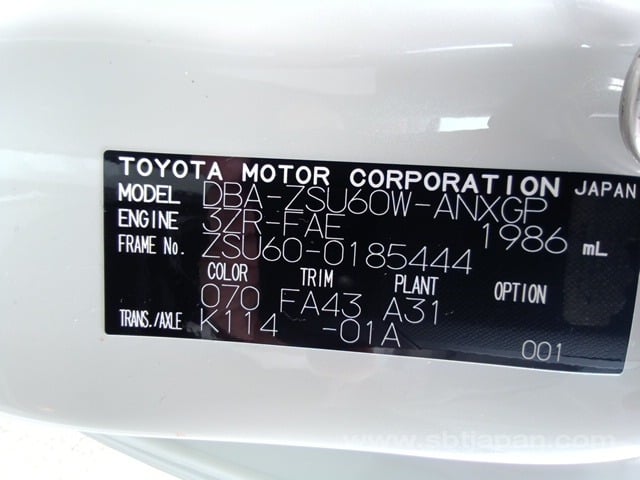 TOYOTA MOTOR CORPORATION JAPAN
MODEL DBA-ZSU60W-ANXGP
ENGINE 3ZR-FAE 1986 mL
FRAME No. ZSU60-0185444
COLOR TRIM PLANT OPTION
070 FA43 A31
TRANS./AXLE K114 -01A
001
www.sbtjapan.com